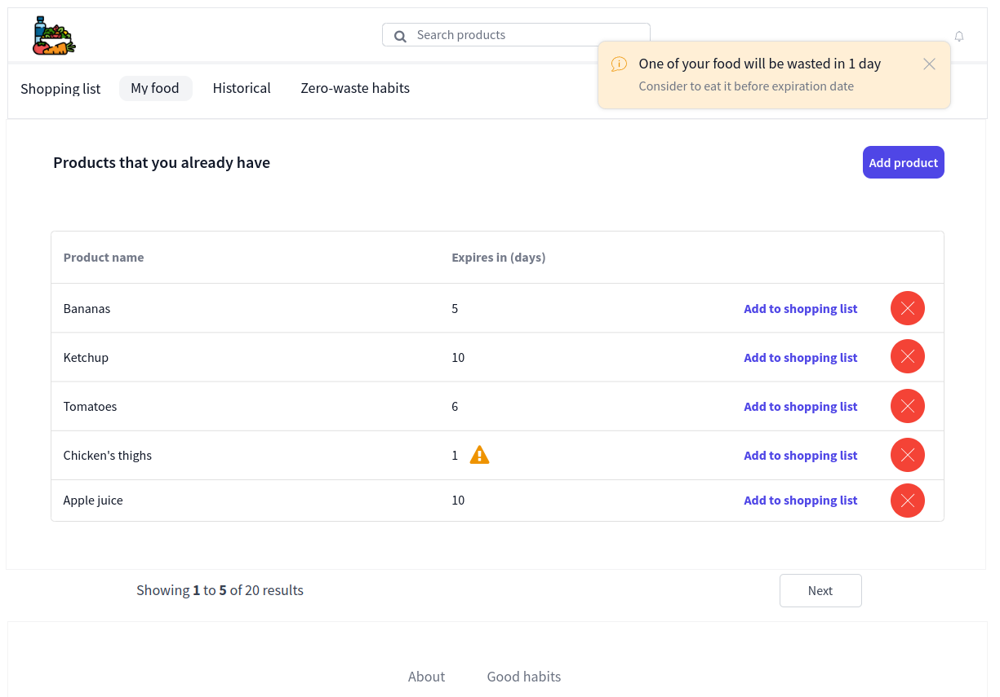 Search products
One of your food will be wasted in 1 day
Consider to eat it before expiration date
Shopping list My food Historical Zero-waste habits
Products that you already have Add product
Product name Expires in (days)
Bananas 5 Add to shopping list
Ketchup 10 Add to shopping list
Tomatoes 6 Add to shopping list
Chicken's thighs 1 Add to shopping list
Apple juice 10 Add to shopping list
Showing 1 to 5 of 20 results Next
About Good habits